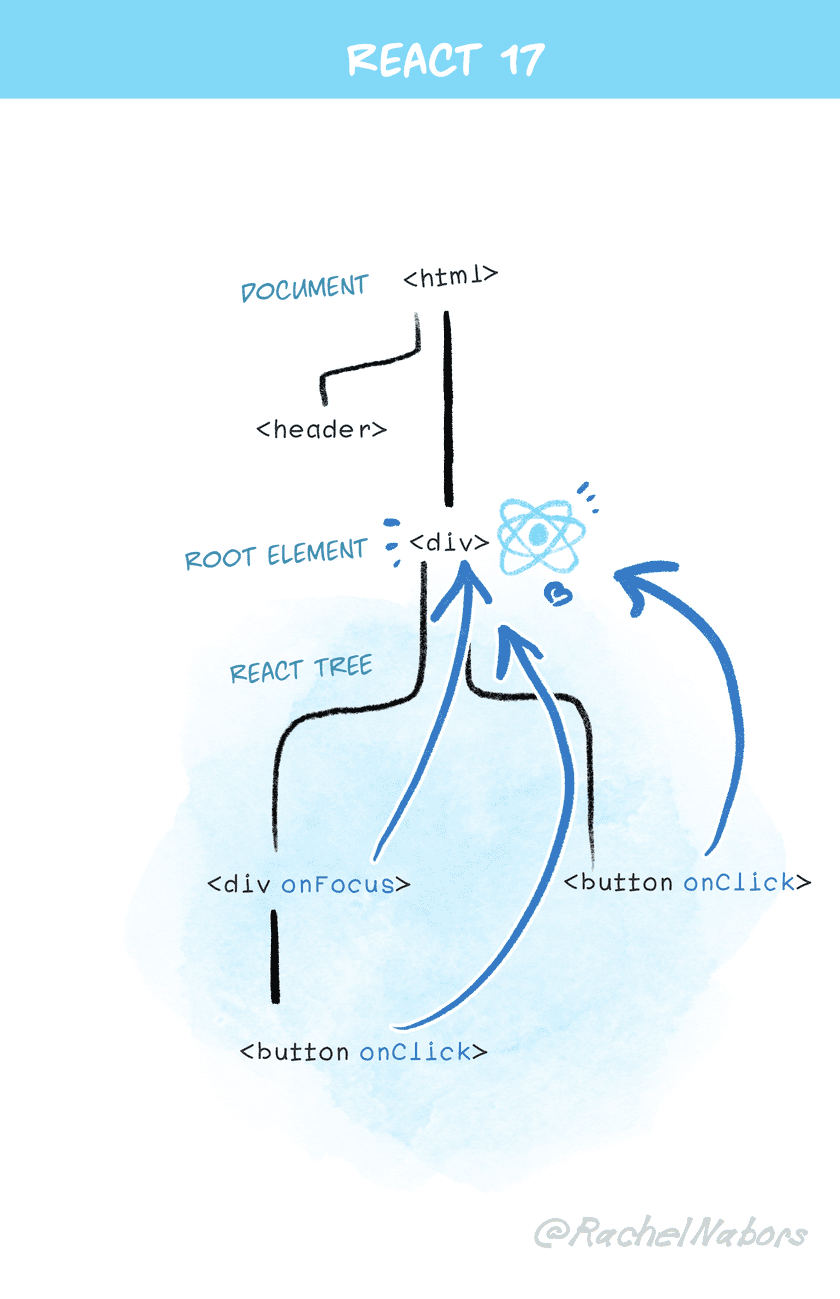 REACT 17
DOCUMENT <html>
<header>
ROOT ELEMENT <div>
REACT TREE
<div onFocus>
<button onClick>
<button onClick>
@RachelNabors